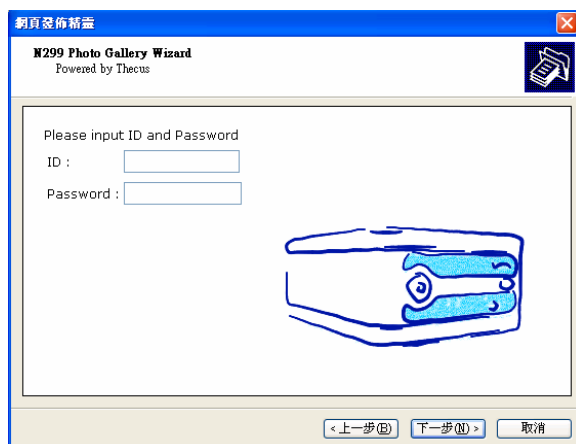 網頁發佈精靈
N299 Photo Gallery Wizard
Powered by Thecus
Please input ID and Password
ID :
Password :
<上一步(B) 下一步(N)> 取消